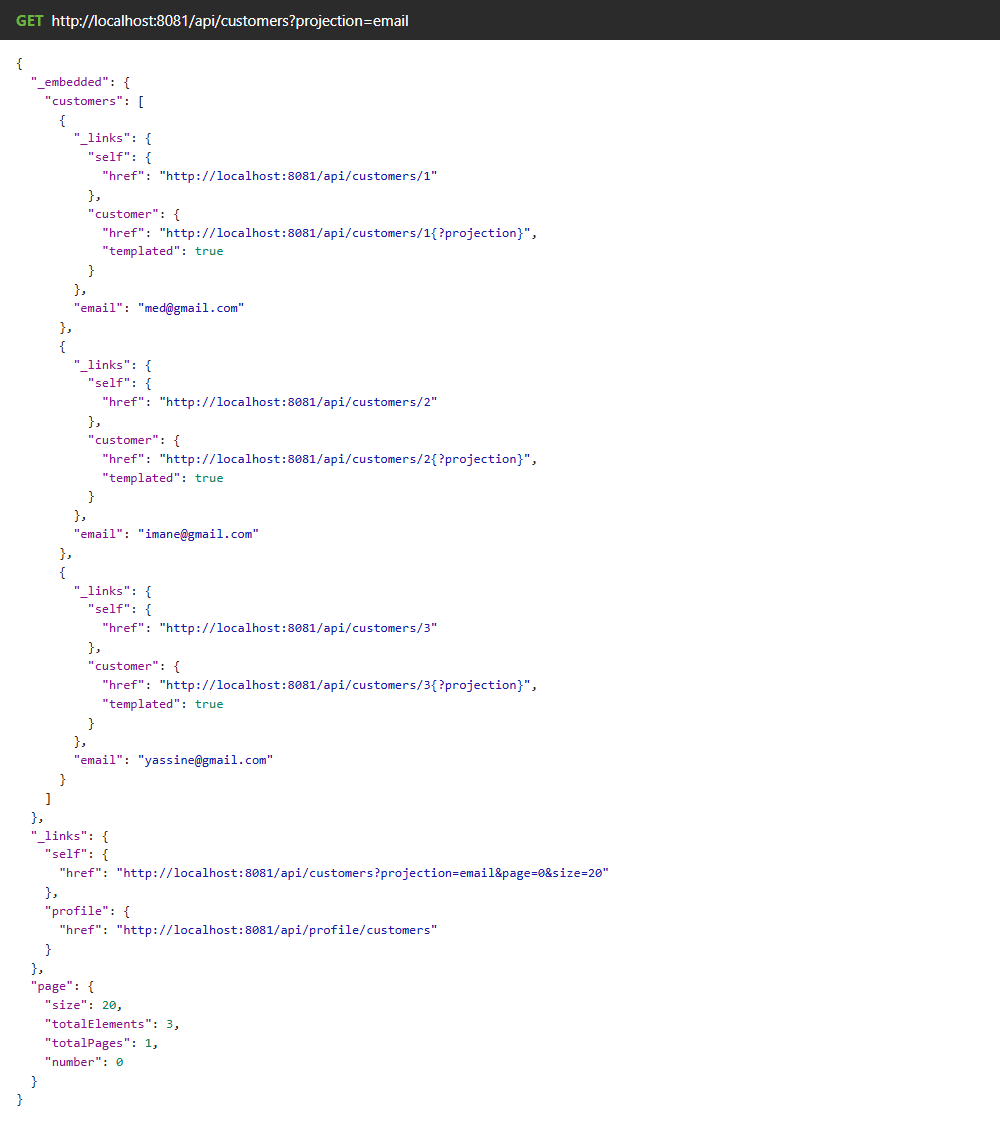 GET http://localhost:8081/api/customers?projection=email
{
  "_embedded": {
    "customers": [
      {
        "_links": {
          "self": {
            "href": "http://localhost:8081/api/customers/1"
          },
          "customer": {
            "href": "http://localhost:8081/api/customers/1{?projection}",
            "templated": true
          }
        },
        "email": "med@gmail.com"
      },
      {
        "_links": {
          "self": {
            "href": "http://localhost:8081/api/customers/2"
          },
          "customer": {
            "href": "http://localhost:8081/api/customers/2{?projection}",
            "templated": true
          }
        },
        "email": "imane@gmail.com"
      },
      {
        "_links": {
          "self": {
            "href": "http://localhost:8081/api/customers/3"
          },
          "customer": {
            "href": "http://localhost:8081/api/customers/3{?projection}",
            "templated": true
          }
        },
        "email": "yassine@gmail.com"
      }
    ]
  },
  "_links": {
    "self": {
      "href": "http://localhost:8081/api/customers?projection=email&page=0&size=20"
    },
    "profile": {
      "href": "http://localhost:8081/api/profile/customers"
    }
  },
  "page": {
    "size": 20,
    "totalElements": 3,
    "totalPages": 1,
    "number": 0
  }
}